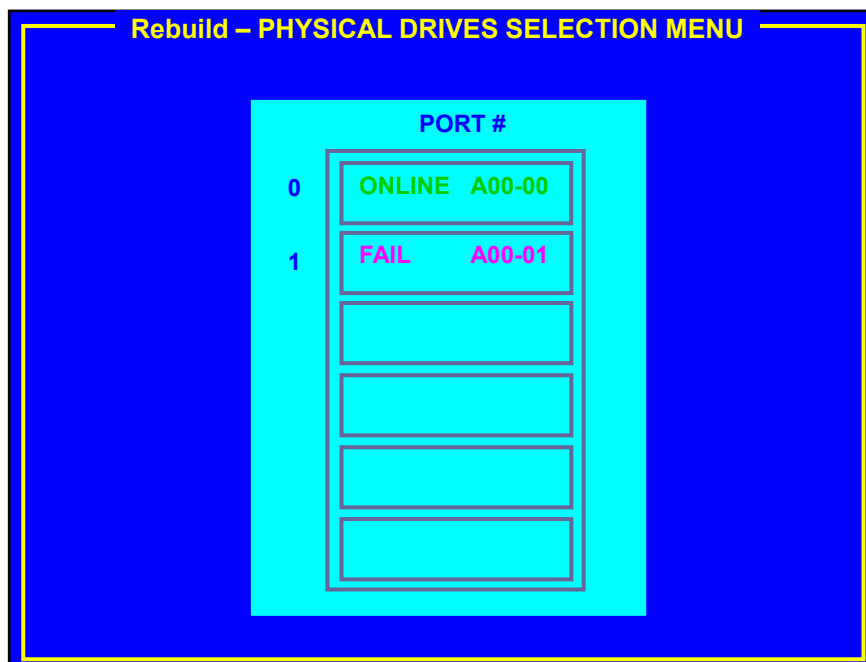 Rebuild – PHYSICAL DRIVES SELECTION MENU
PORT #
0 ONLINE A00-00
1 FAIL A00-01